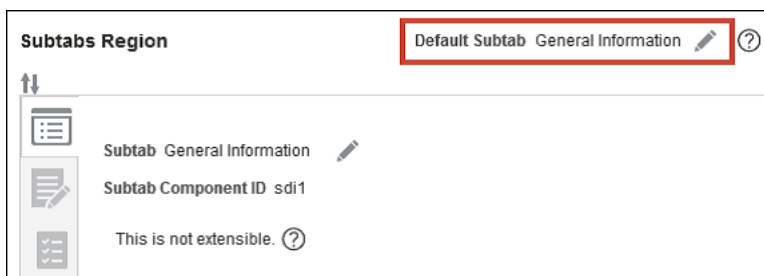 Subtabs Region
Default Subtab General Information
Subtab General Information
Subtab Component ID sdi1
This is not extensible.